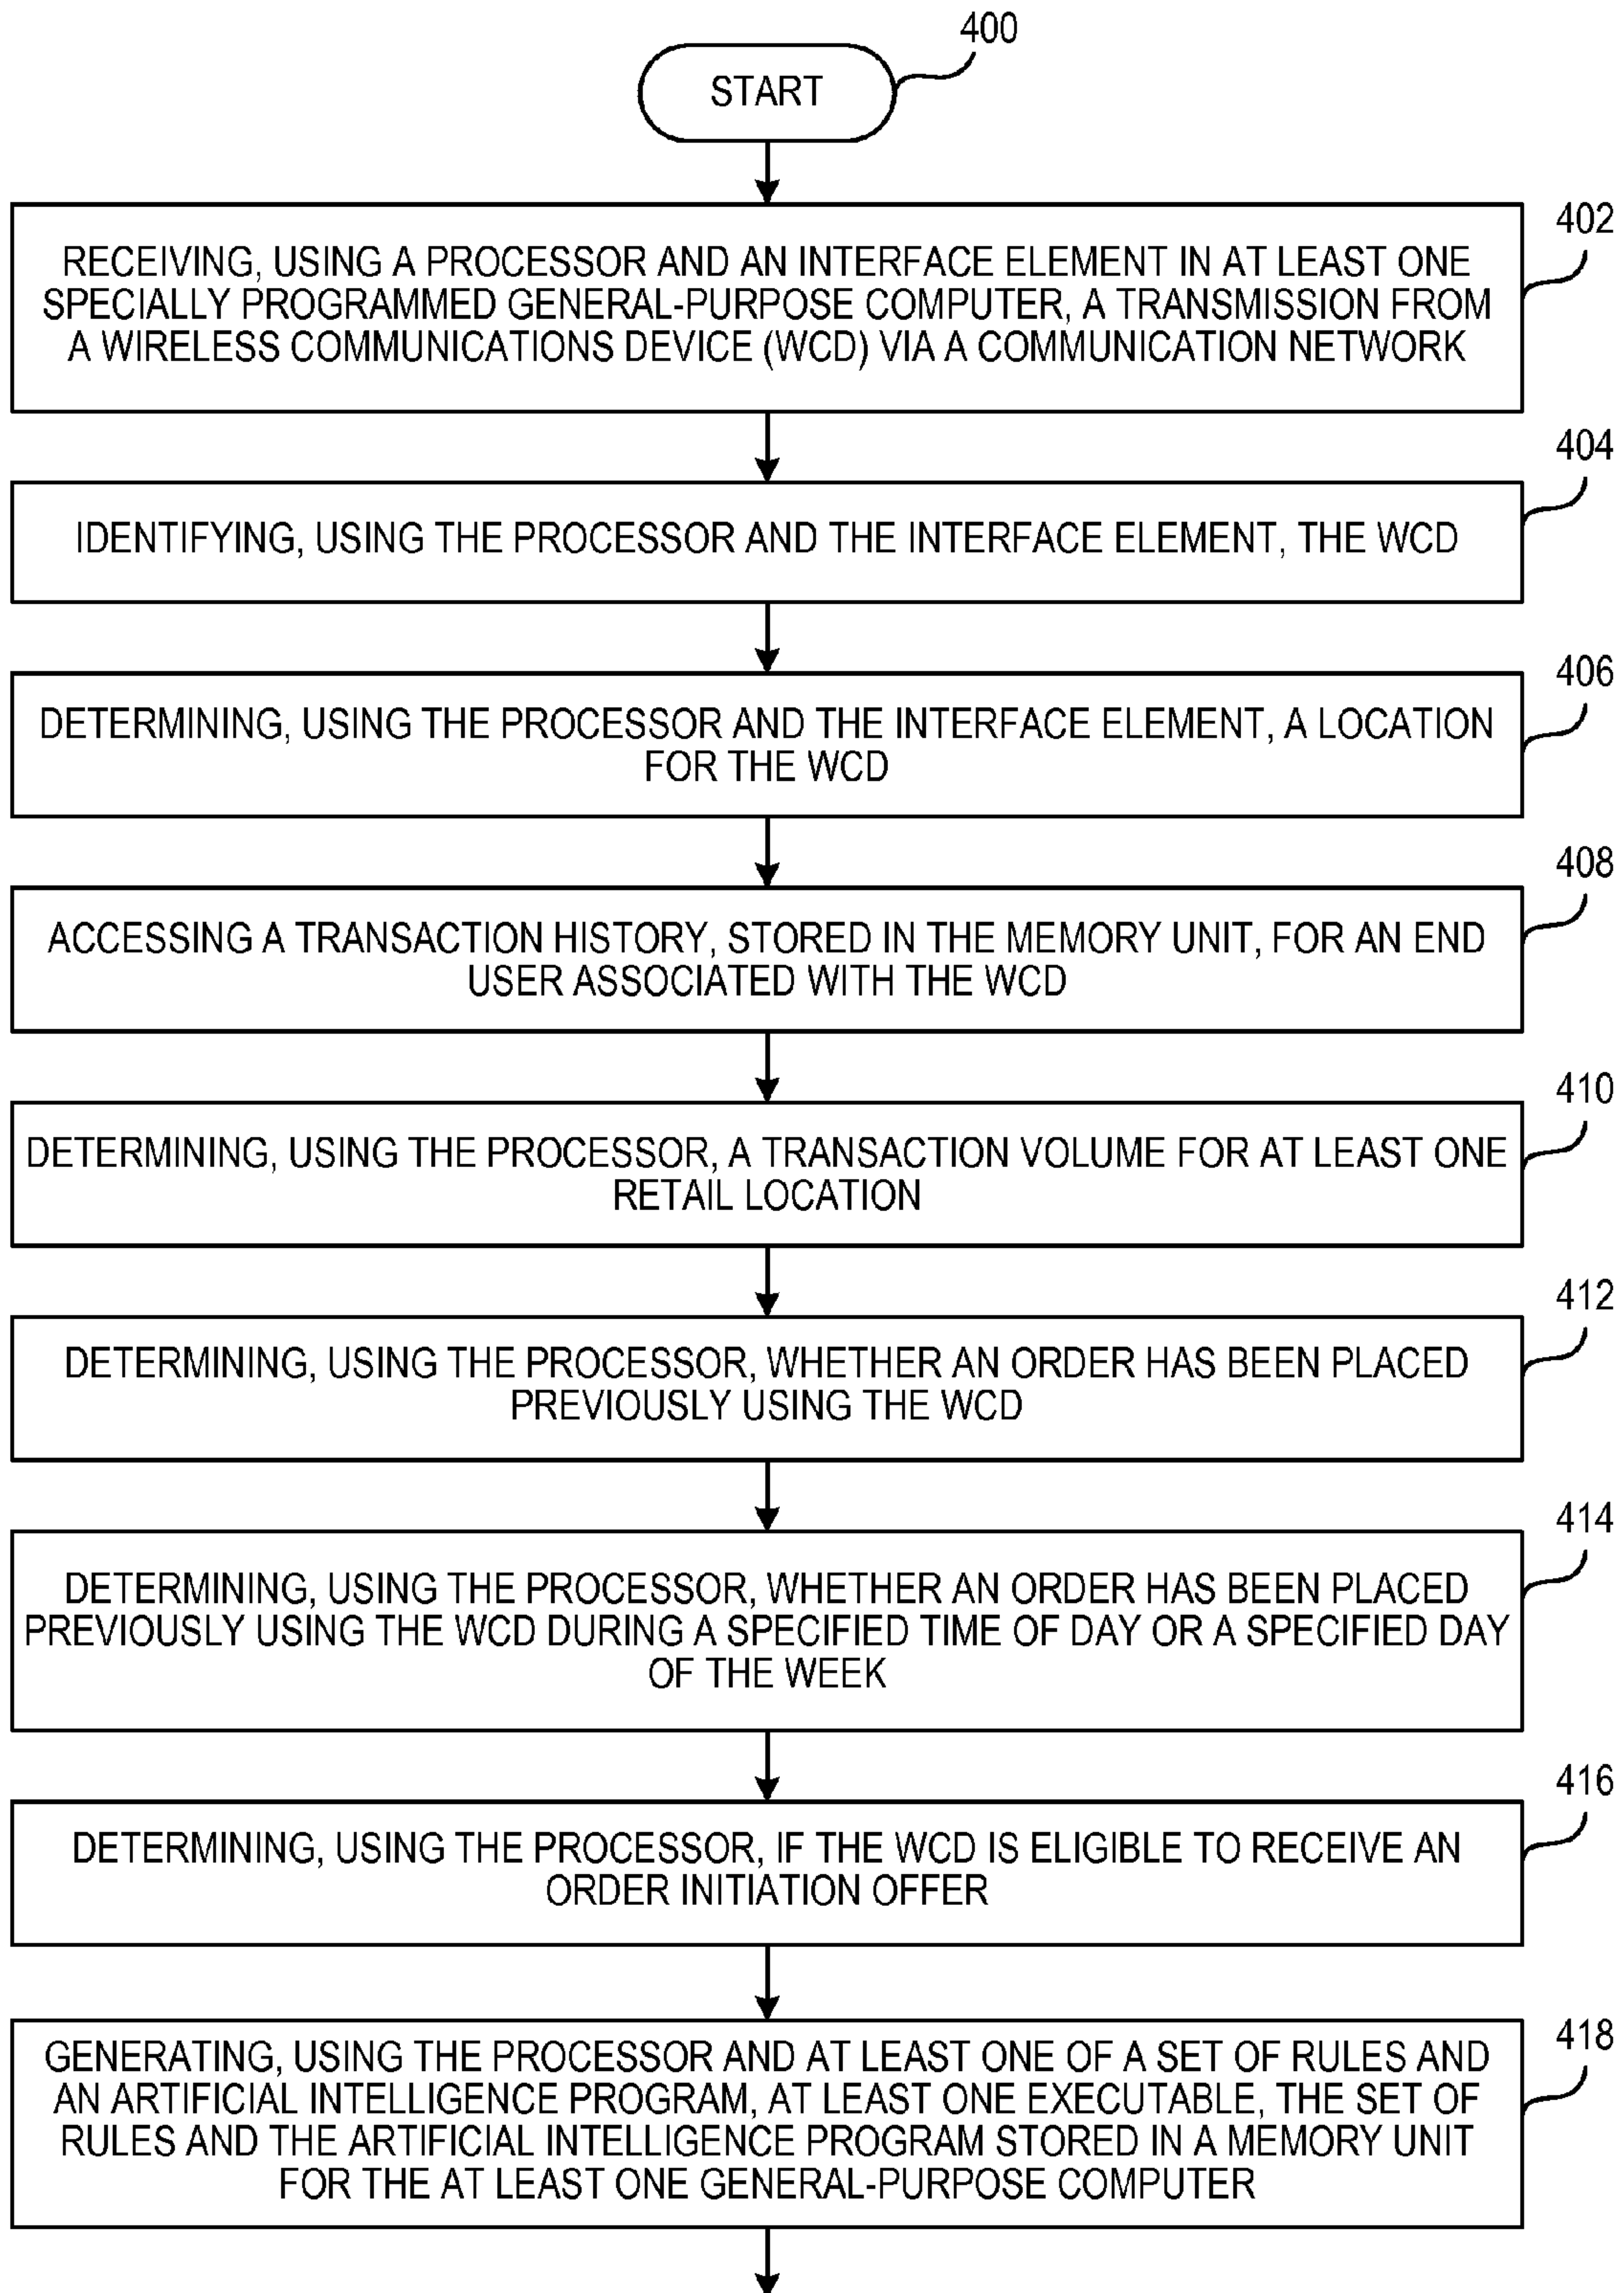 400
START
402
RECEIVING, USING A PROCESSOR AND AN INTERFACE ELEMENT IN AT LEAST ONE
SPECIALLY PROGRAMMED GENERAL-PURPOSE COMPUTER, A TRANSMISSION FROM
A WIRELESS COMMUNICATIONS DEVICE (WCD) VIA A COMMUNICATION NETWORK
404
IDENTIFYING, USING THE PROCESSOR AND THE INTERFACE ELEMENT, THE WCD
406
DETERMINING, USING THE PROCESSOR AND THE INTERFACE ELEMENT, A LOCATION
FOR THE WCD
408
ACCESSING A TRANSACTION HISTORY, STORED IN THE MEMORY UNIT, FOR AN END
USER ASSOCIATED WITH THE WCD
410
DETERMINING, USING THE PROCESSOR, A TRANSACTION VOLUME FOR AT LEAST ONE
RETAIL LOCATION
412
DETERMINING, USING THE PROCESSOR, WHETHER AN ORDER HAS BEEN PLACED
PREVIOUSLY USING THE WCD
414
DETERMINING, USING THE PROCESSOR, WHETHER AN ORDER HAS BEEN PLACED
PREVIOUSLY USING THE WCD DURING A SPECIFIED TIME OF DAY OR A SPECIFIED DAY
OF THE WEEK
416
DETERMINING, USING THE PROCESSOR, IF THE WCD IS ELIGIBLE TO RECEIVE AN
ORDER INITIATION OFFER
418
GENERATING, USING THE PROCESSOR AND AT LEAST ONE OF A SET OF RULES AND
AN ARTIFICIAL INTELLIGENCE PROGRAM, AT LEAST ONE EXECUTABLE, THE SET OF
RULES AND THE ARTIFICIAL INTELLIGENCE PROGRAM STORED IN A MEMORY UNIT
FOR THE AT LEAST ONE GENERAL-PURPOSE COMPUTER